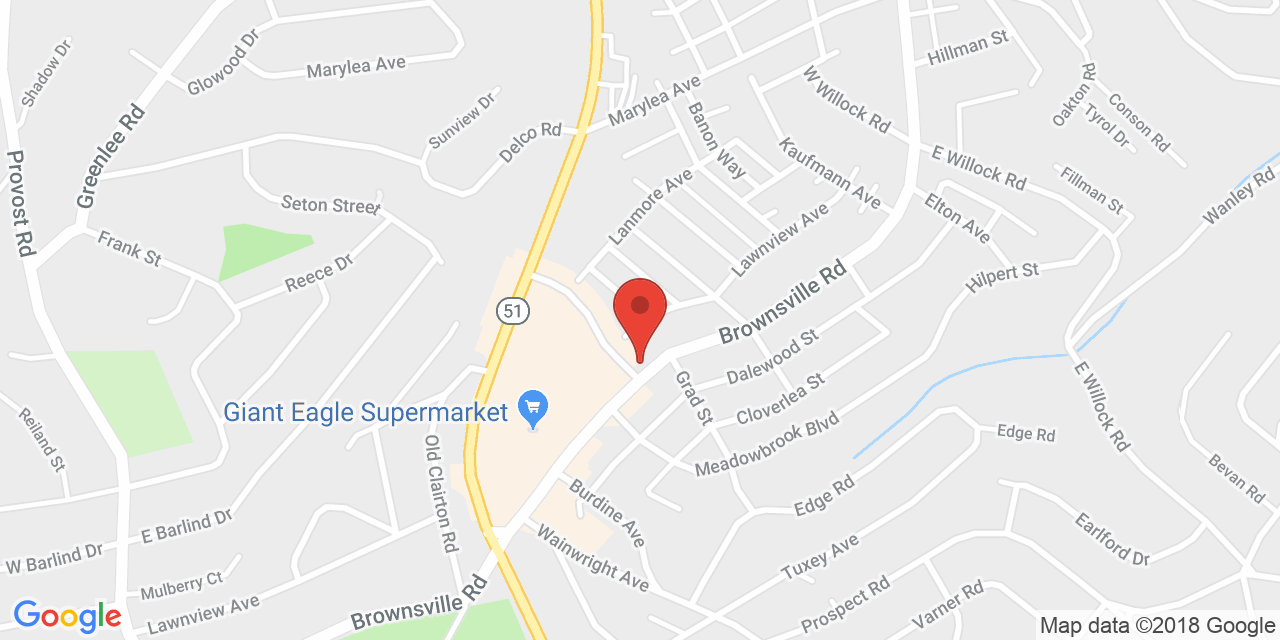 Shadow Dr
Glowood Dr
Marylea Ave
Greenlee Rd
Provost Rd
Sunview Dr
Delco Rd
Marylea Ave
Banon Way
W Willock Rd
Hillman St
Oakton Rd
Conson Rd
Tyrol Dr
Kaufmann Ave
E Willock Rd
Fillman St
Wanley Rd
Seton Street
Lanmore Ave
Lawnview Ave
Elton Ave
Frank St
Reece Dr
Hilpert St
51
Brownsville Rd
Dalewood St
Grad St
Cloverlea St
E Willock Rd
Giant Eagle Supermarket
Meadowbrook Blvd
Reiland St
Old Clairton Rd
Edge Rd
Edge Rd
Bevan Rd
Burdine Ave
E Barlind Dr
W Barlind Dr
Wainwright Ave
Tuxey Ave
Earlford Dr
Mulberry Ct
Lawnview Ave
Brownsville Rd
Prospect Rd
Varner Rd
Google
Map data ©2018 Google